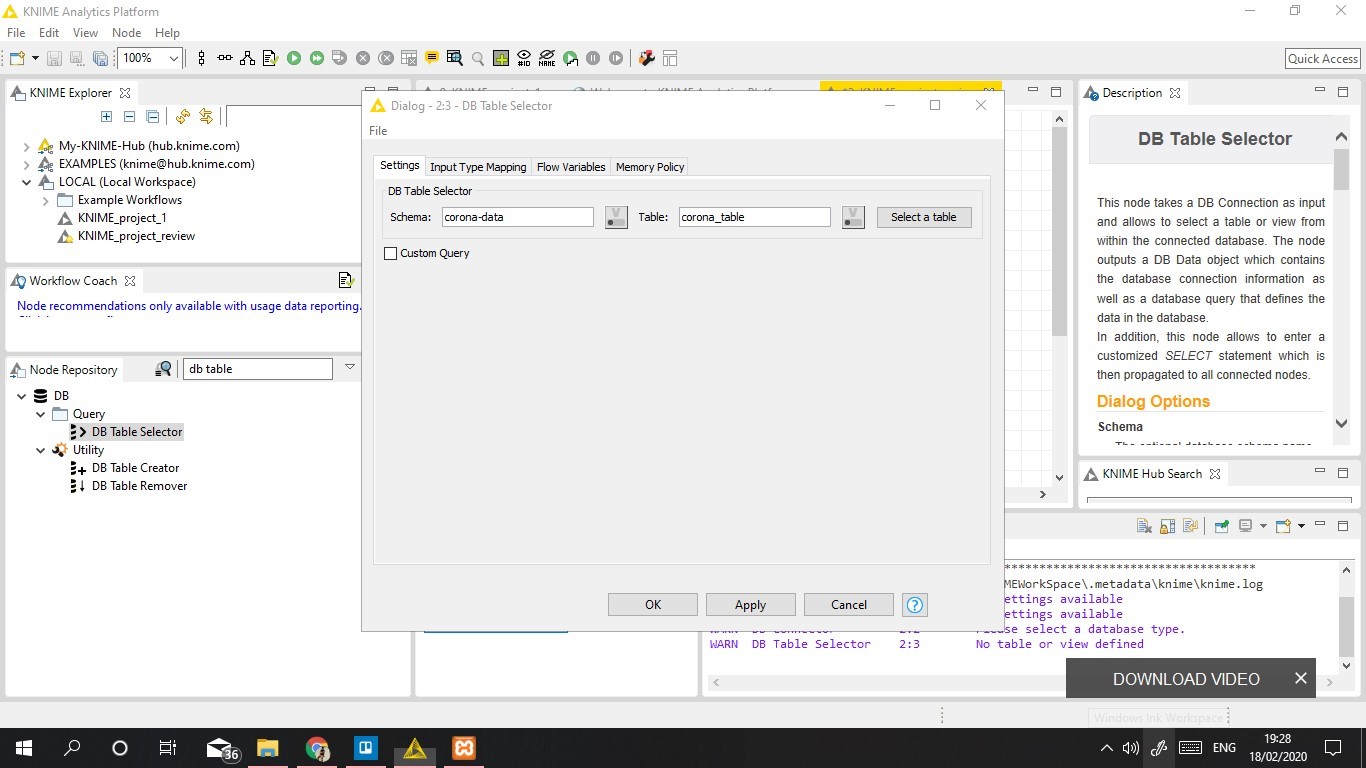 KNIME Analytics Platform
File Edit View Node Help
100%
#ID
NAME
Quick Access
KNIME Explorer
My-KNIME-Hub (hub.knime.com)
EXAMPLES (knime@hub.knime.com)
LOCAL (Local Workspace)
Example Workflows
KNIME_project_1
KNIME_project_review
Workflow Coach
Node recommendations only available with usage data reporting.
Node Repository
db table
DB
Query
DB Table Selector
Utility
DB Table Creator
DB Table Remover
Dialog - 2:3 - DB Table Selector
File
Settings Input Type Mapping Flow Variables Memory Policy
DB Table Selector
Schema: corona-data Table: corona_table Select a table
Custom Query
OK Apply Cancel
Description
DB Table Selector
This node takes a DB Connection as input
and allows to select a table or view from
within the connected database. The node
outputs a DB Data object which contains
the database connection information as
well as a database query that defines the
data in the database.
In addition, this node allows to enter a
customized SELECT statement which is
then propagated to all connected nodes.
Dialog Options
Schema
KNIME Hub Search
************************************
MEWorkSpace\.metadata\knime\knime.log
ettings available
ettings available
WARN DB Connector 2:2 Please select a database type.
WARN DB Table Selector 2:3 No table or view defined
DOWNLOAD VIDEO
Windows Ink Workspace
36
ENG
19:28
18/02/2020